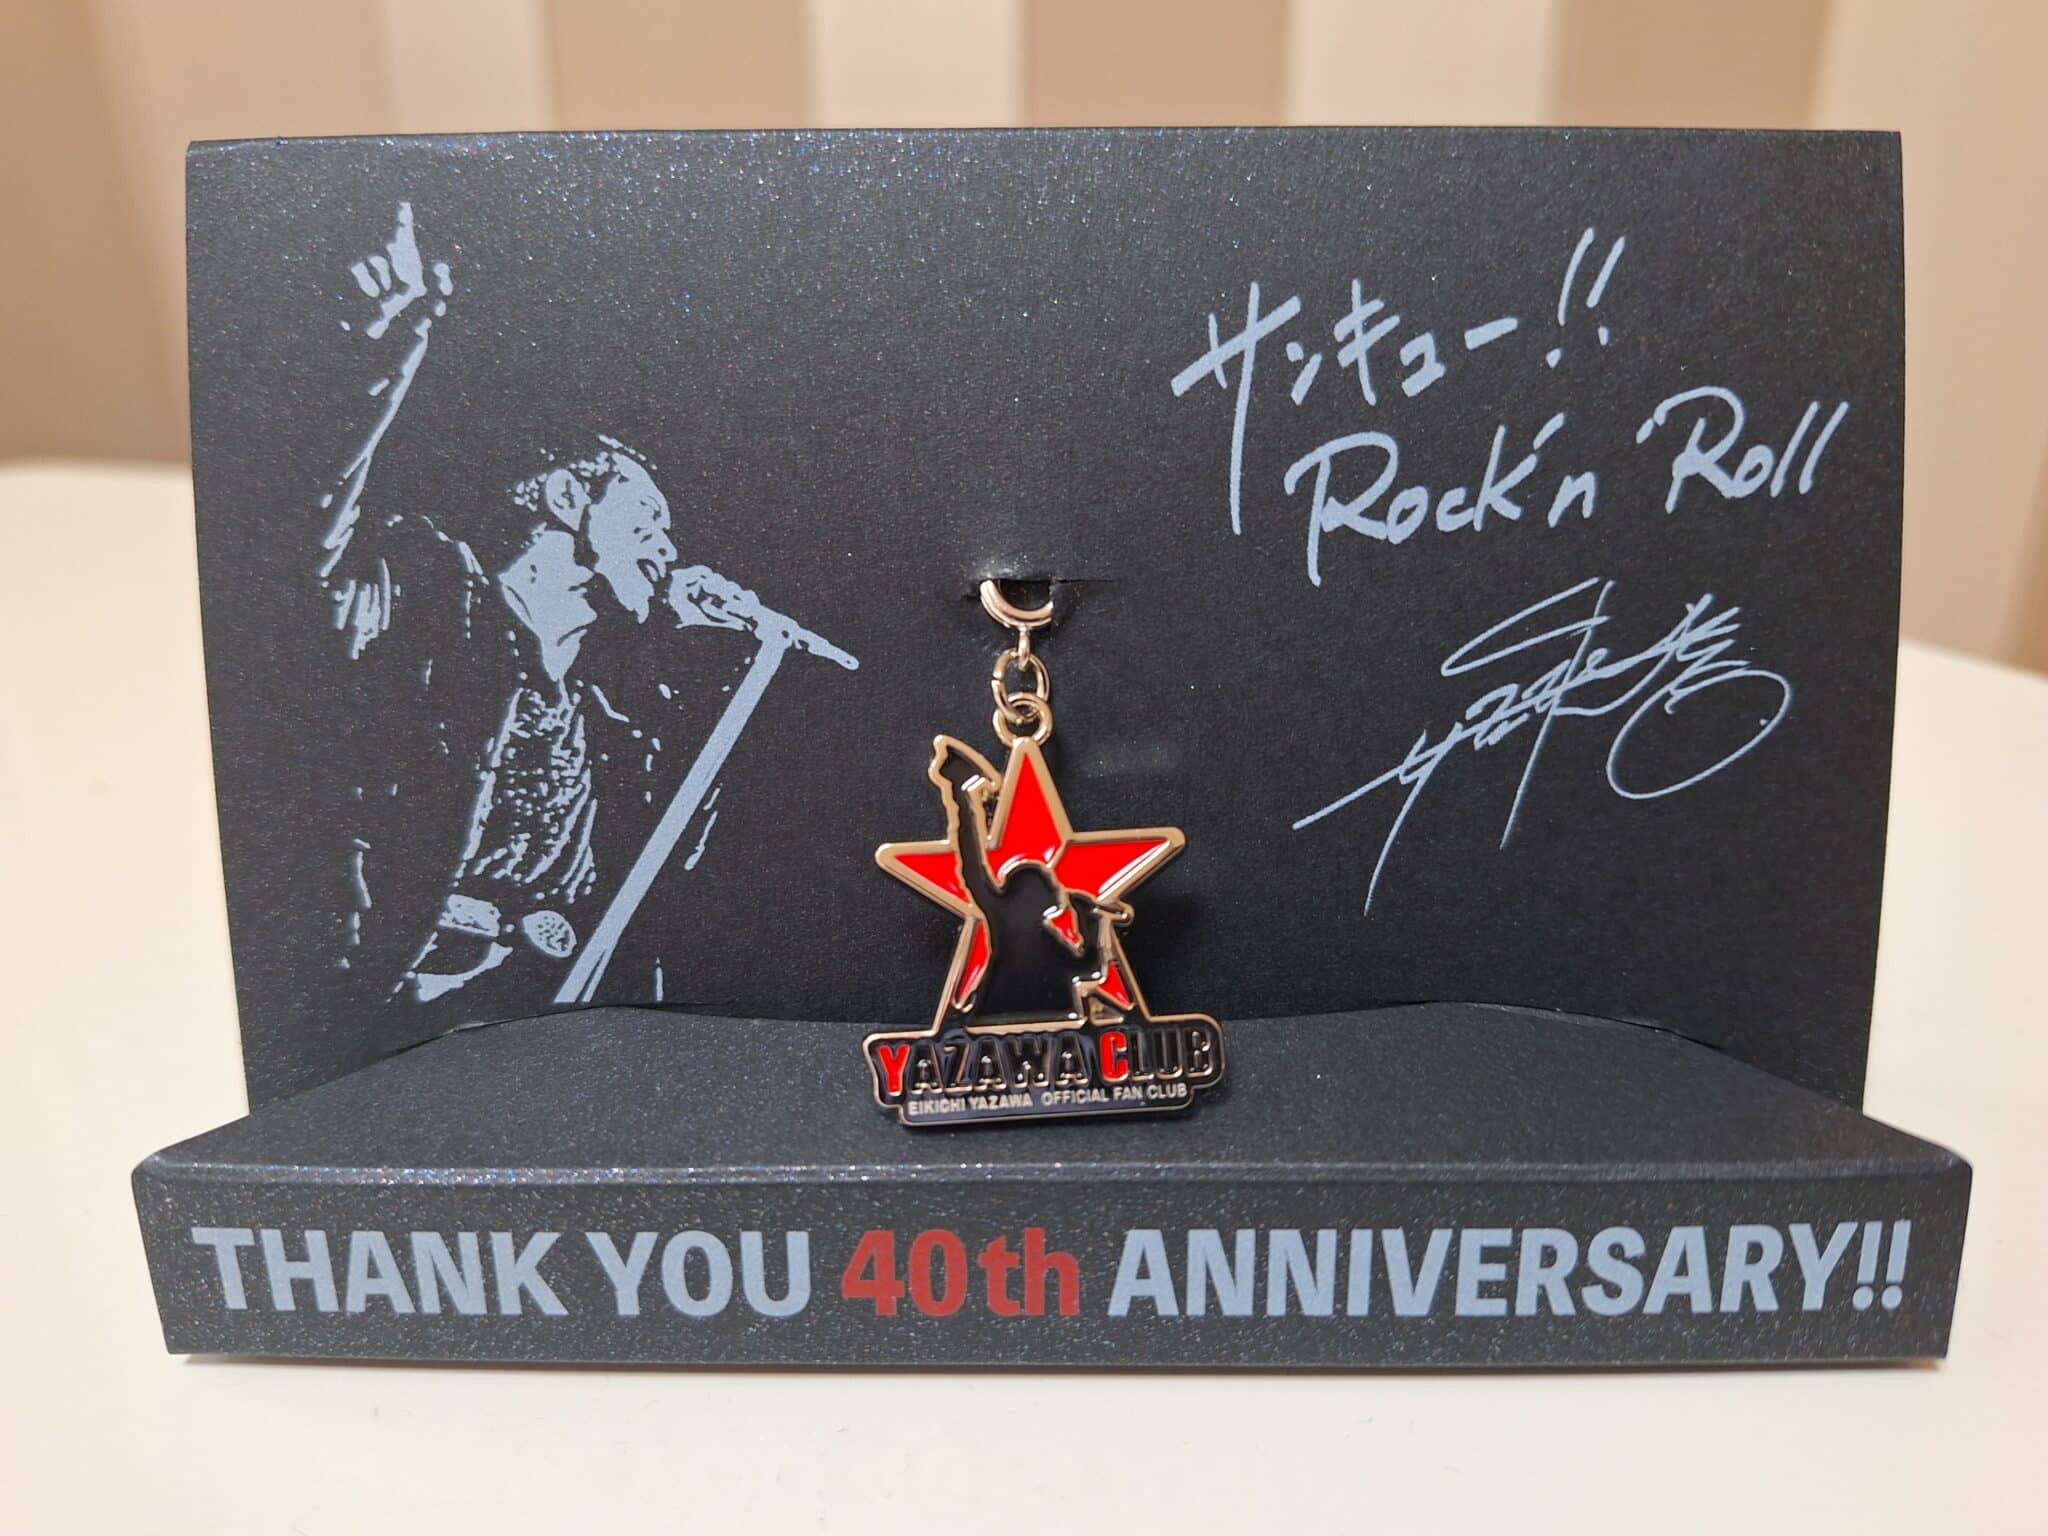 サンキュー!!
Rock'n'Roll
YAZAWA CLUB
EIKICHI YAZAWA OFFICIAL FAN CLUB
THANK YOU 40th ANNIVERSARY!!